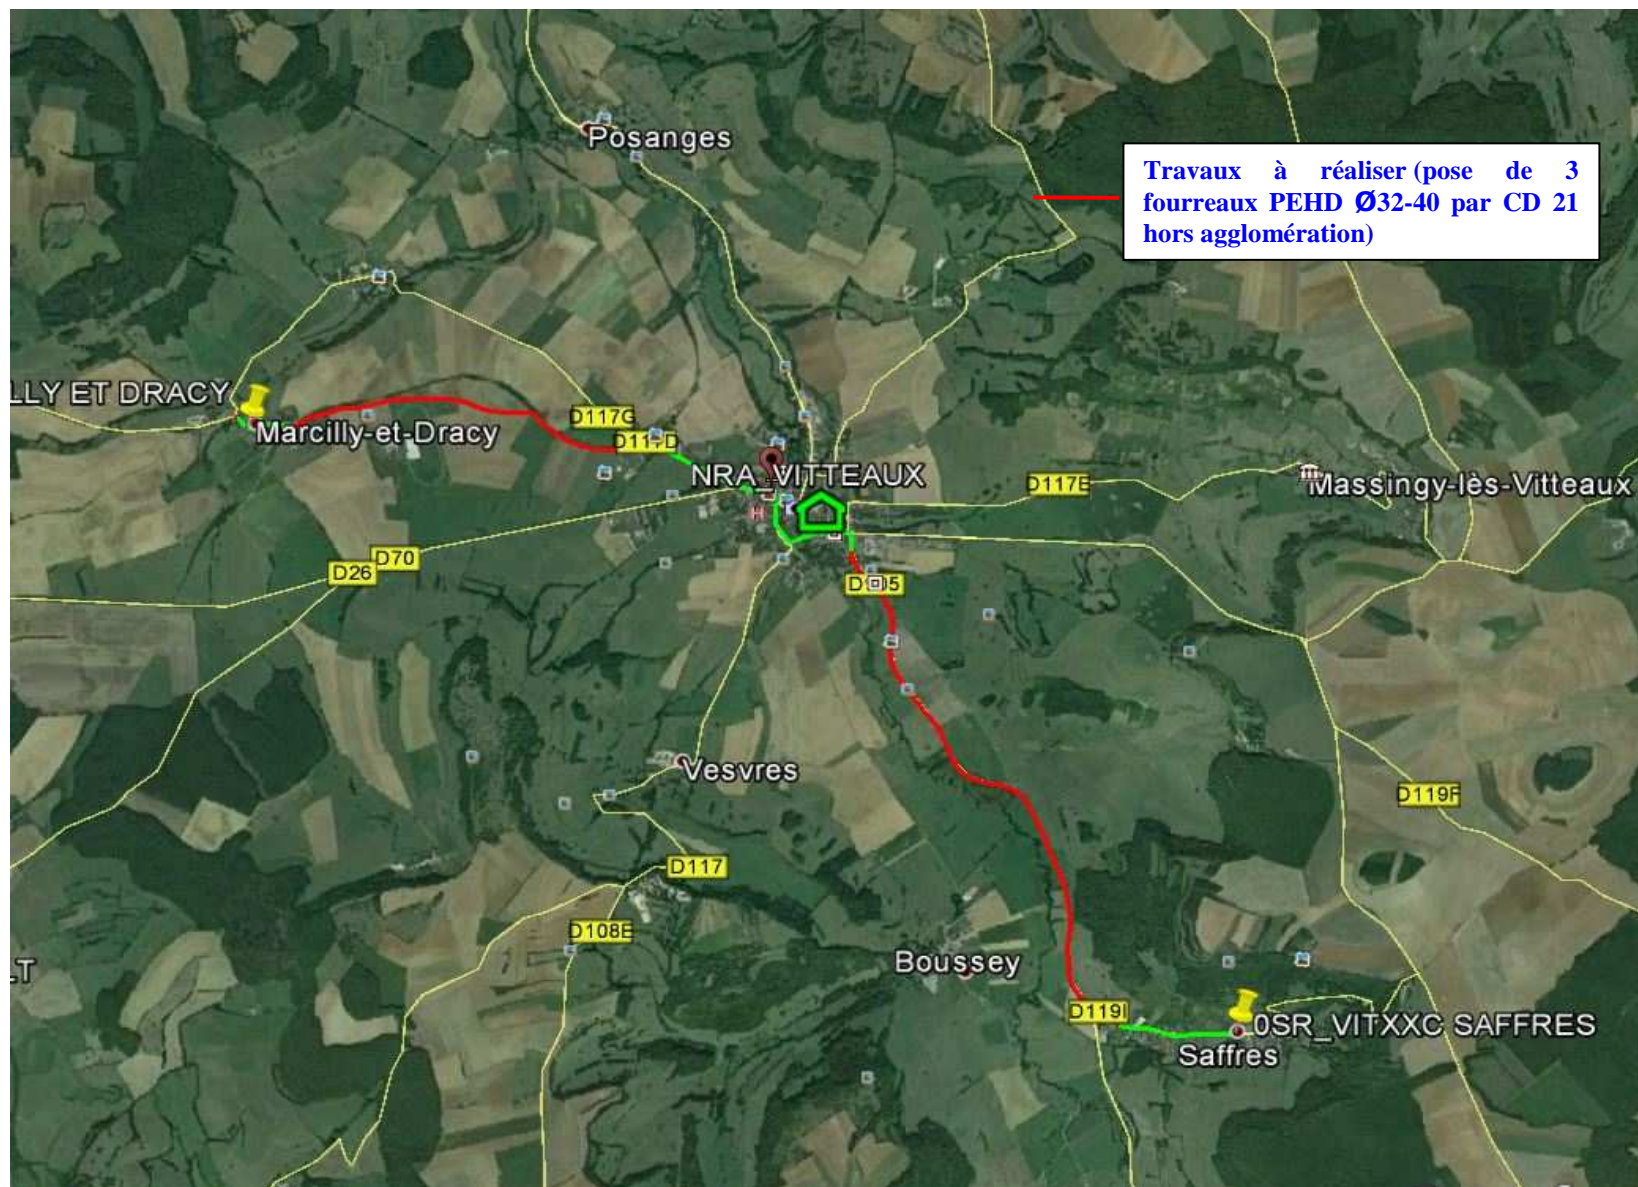 Posanges
Travaux à réaliser (pose de 3
fourreaux PEHD Ø32-40 par CD 21
hors agglomération)
LLY ET DRACY
Marcilly-et-Dracy
D117G
D117D
NRA_VITTEAUX
D117E
Massingy-lès-Vitteaux
D70
D26
Vesvres
D119F
D117
D108E
LT
Boussey
D119I
0SR_VITXXC SAFFRES
Saffres